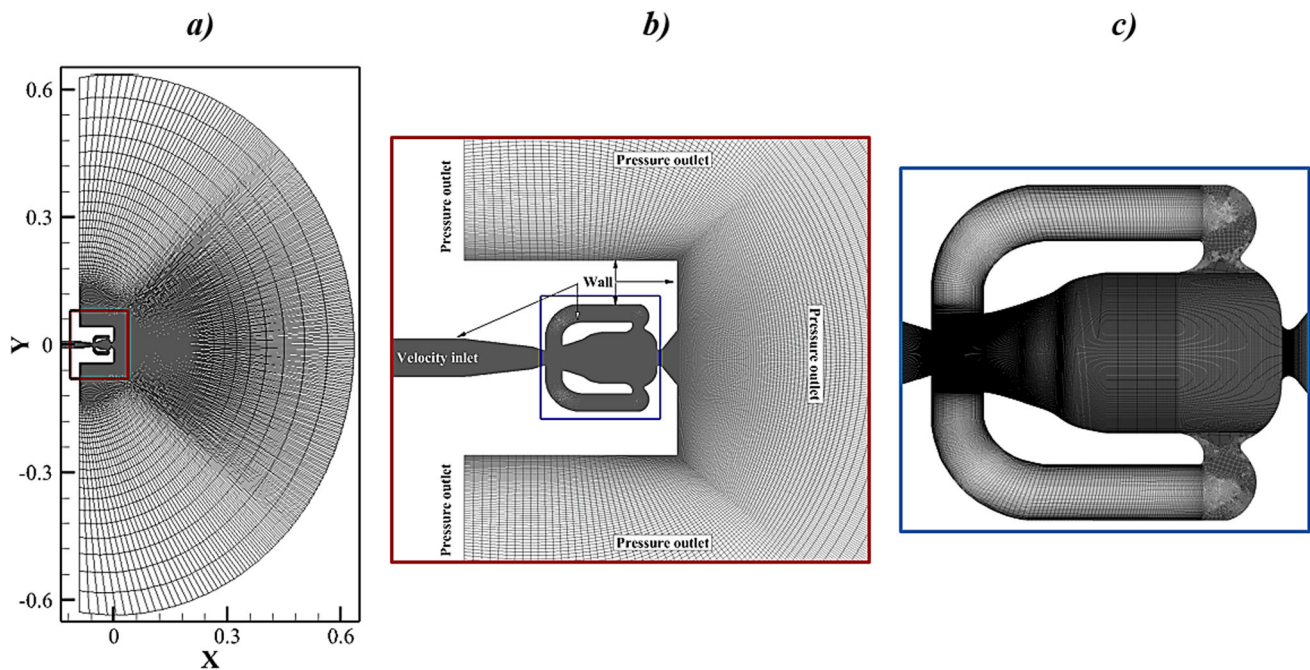 a)
b)
c)
0.6
0.3
0
-0.3
-0.6
Y
0
0.3
0.6
X
Pressure outlet
Pressure outlet
Wall
Velocity inlet
Pressure outlet
Pressure outlet
Pressure outlet